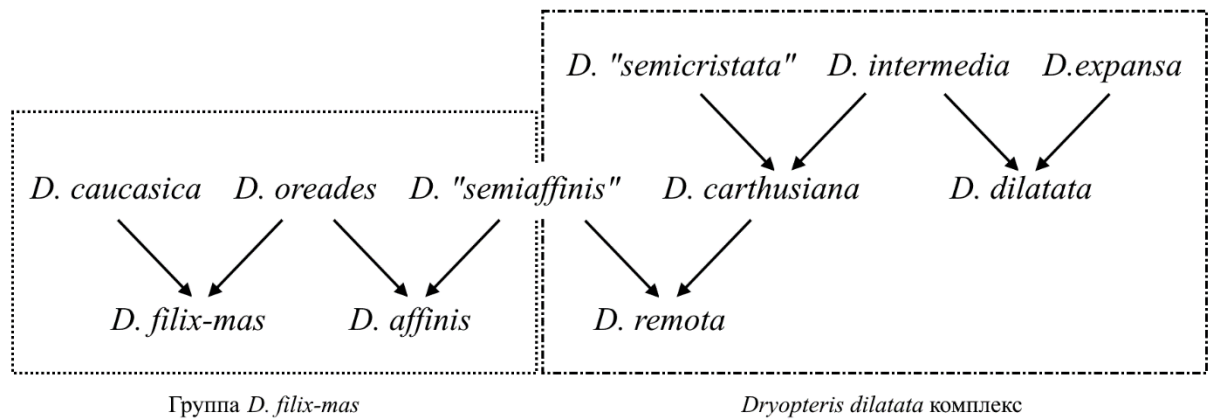 D. "semicristata" D. intermedia D.expansa
D. caucasica D. oreades D. "semiaffinis" D. carthusiana D. dilatata
D. filix-mas D. affinis D. remota
Группа D. filix-mas Dryopteris dilatata комплекс